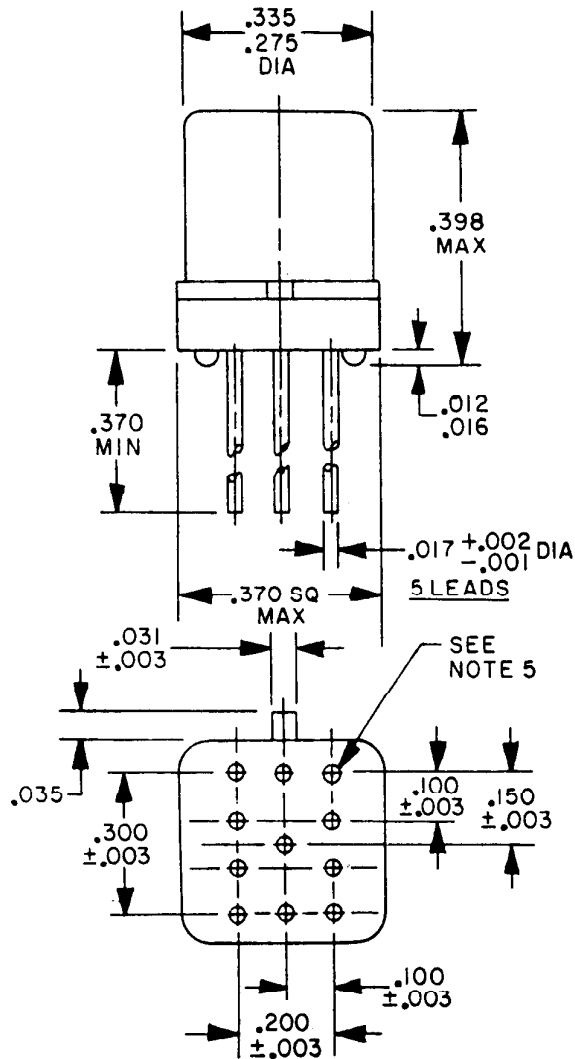 .335
.275
DIA
.398
MAX
.012
.016
.370
MIN
.017 +.002 DIA
-.001
5 LEADS
.370 SQ
MAX
.031
±.003
SEE
NOTE 5
.035
.100
±.003
.150
±.003
.300
±.003
.100
±.003
.200
±.003